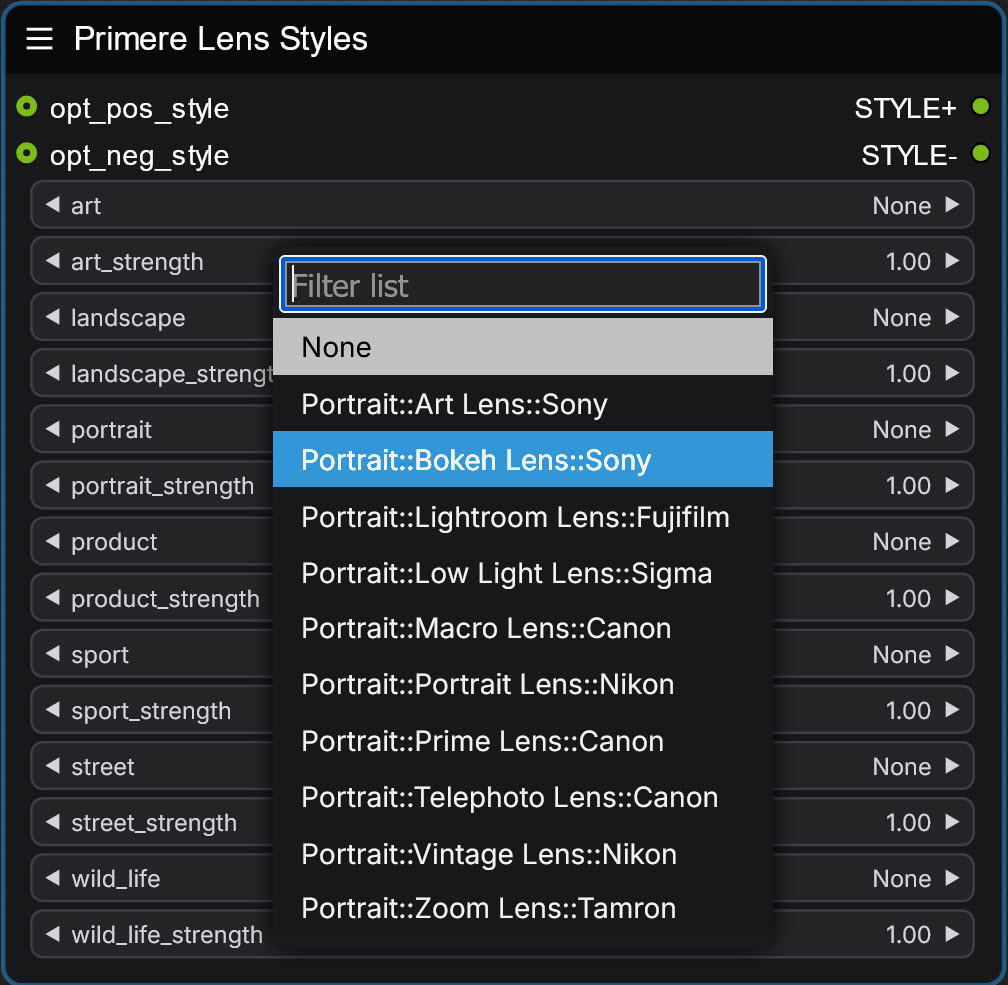 Primere Lens Styles
opt_pos_style STYLE+
opt_neg_style STYLE-
art None
art_strength 1.00
landscape None
landscape_strengt 1.00
portrait None
portrait_strength 1.00
product None
product_strength 1.00
sport None
sport_strength 1.00
street None
street_strength 1.00
wild_life None
wild_life_strength 1.00
Filter list
None
Portrait::Art Lens::Sony
Portrait::Bokeh Lens::Sony
Portrait::Lightroom Lens::Fujifilm
Portrait::Low Light Lens::Sigma
Portrait::Macro Lens::Canon
Portrait::Portrait Lens::Nikon
Portrait::Prime Lens::Canon
Portrait::Telephoto Lens::Canon
Portrait::Vintage Lens::Nikon
Portrait::Zoom Lens::Tamron